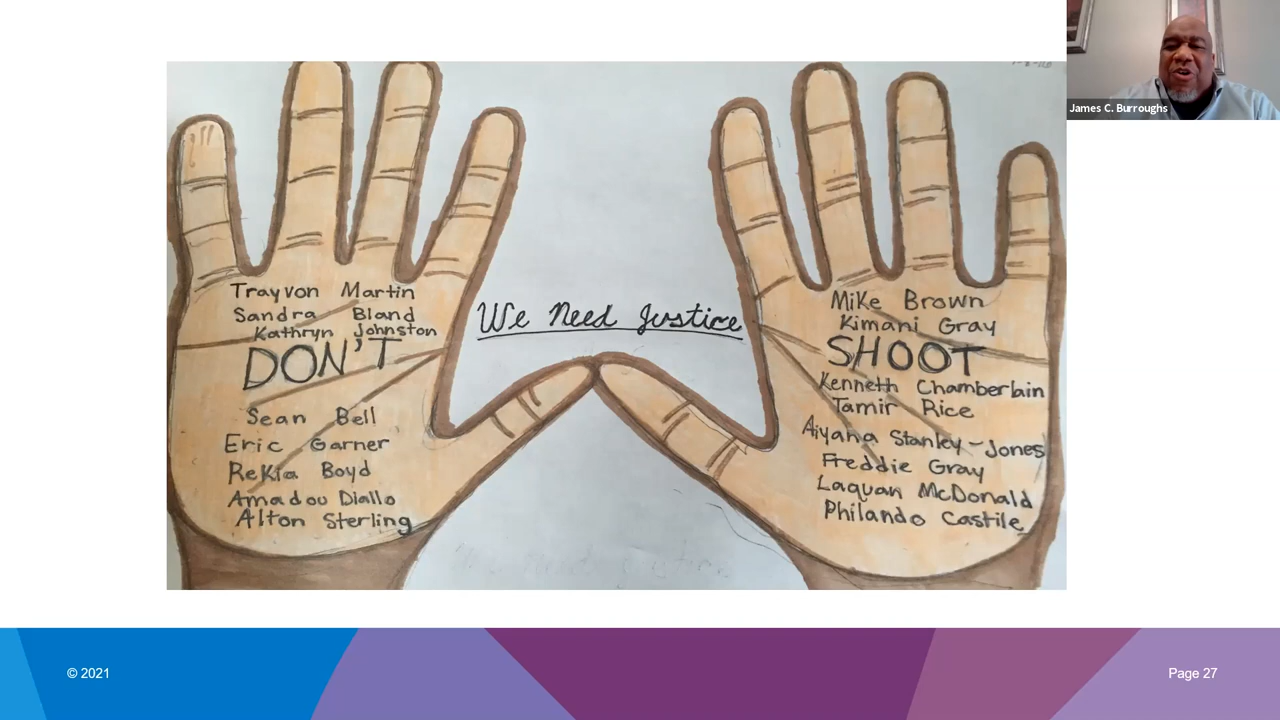 James C. Burroughs
Trayvon Martin
Sandra Bland
Kathryn Johnston
DON'T
Sean Bell
Eric Garner
Rekia Boyd
Amadou Diallo
Alton Sterling
We Need Justice
Mike Brown
Kimani Gray
SHOOT
Kenneth Chamberlain
Tamir Rice
Aiyana Stanley-Jones
Freddie Gray
Laquan McDonald
Philando Castile
© 2021
Page 27